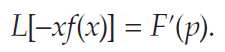 L[−xf(x)] = F′(p).